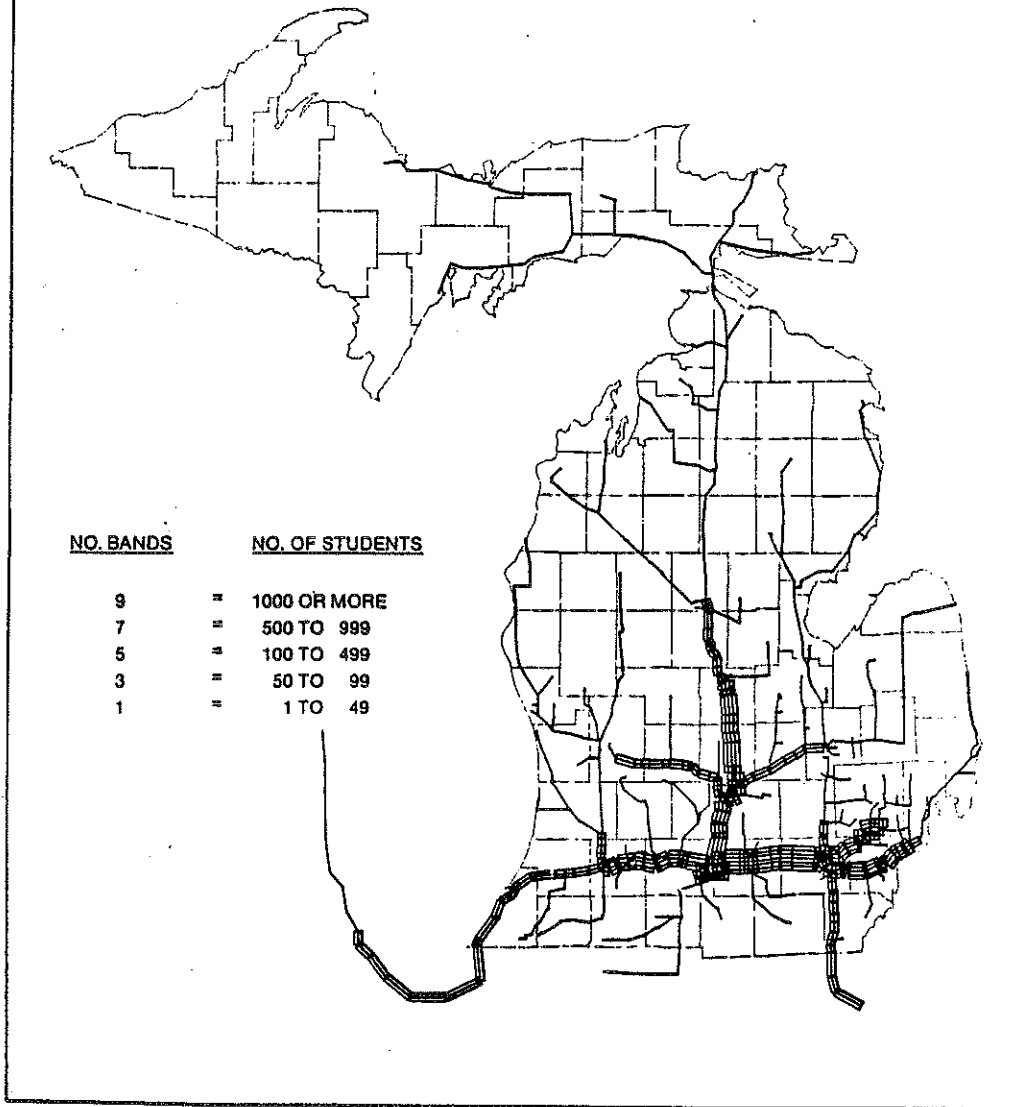 NO. BANDS NO. OF STUDENTS
9 = 1000 OR MORE
7 = 500 TO 999
5 = 100 TO 499
3 = 50 TO 99
1 = 1 TO 49